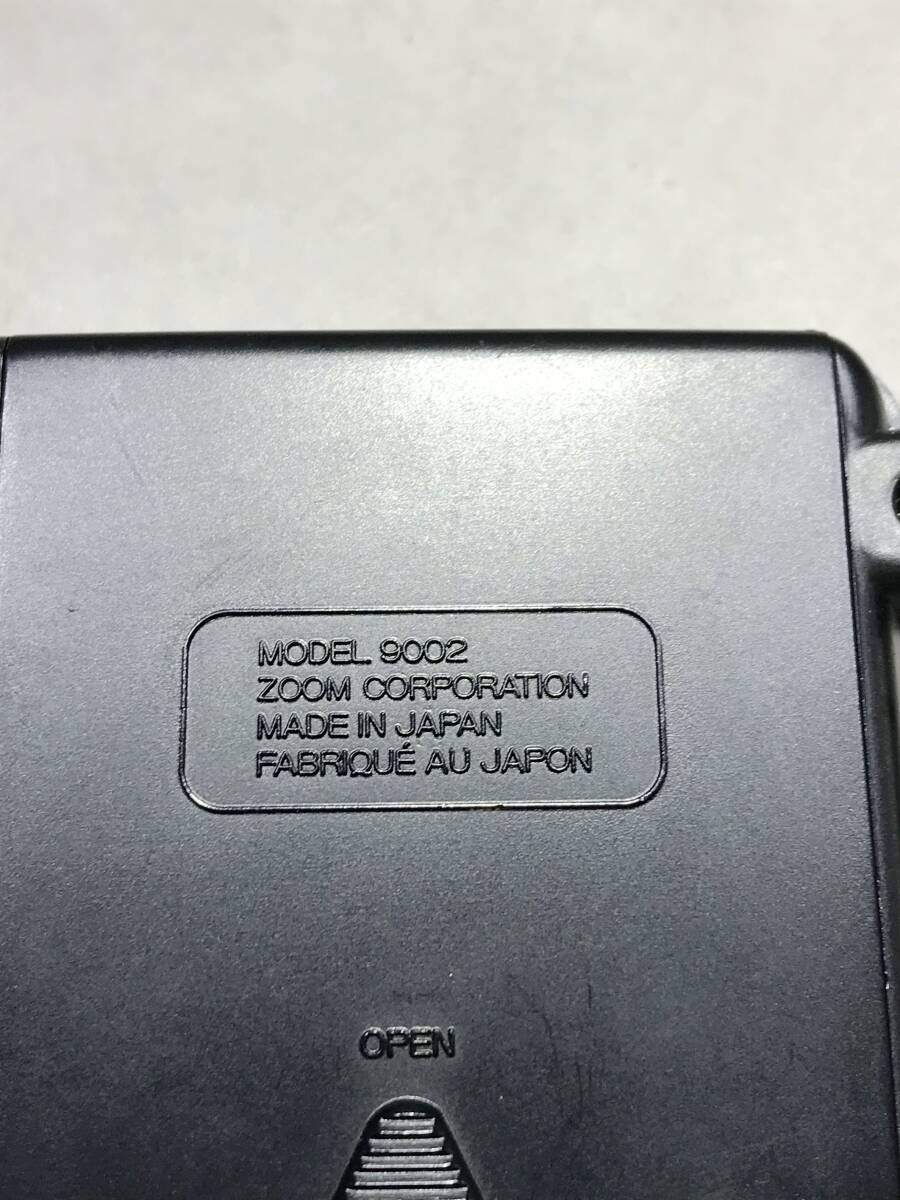 MODEL 9002
ZOOM CORPORATION
MADE IN JAPAN
FABRIQUÉ AU JAPON
OPEN